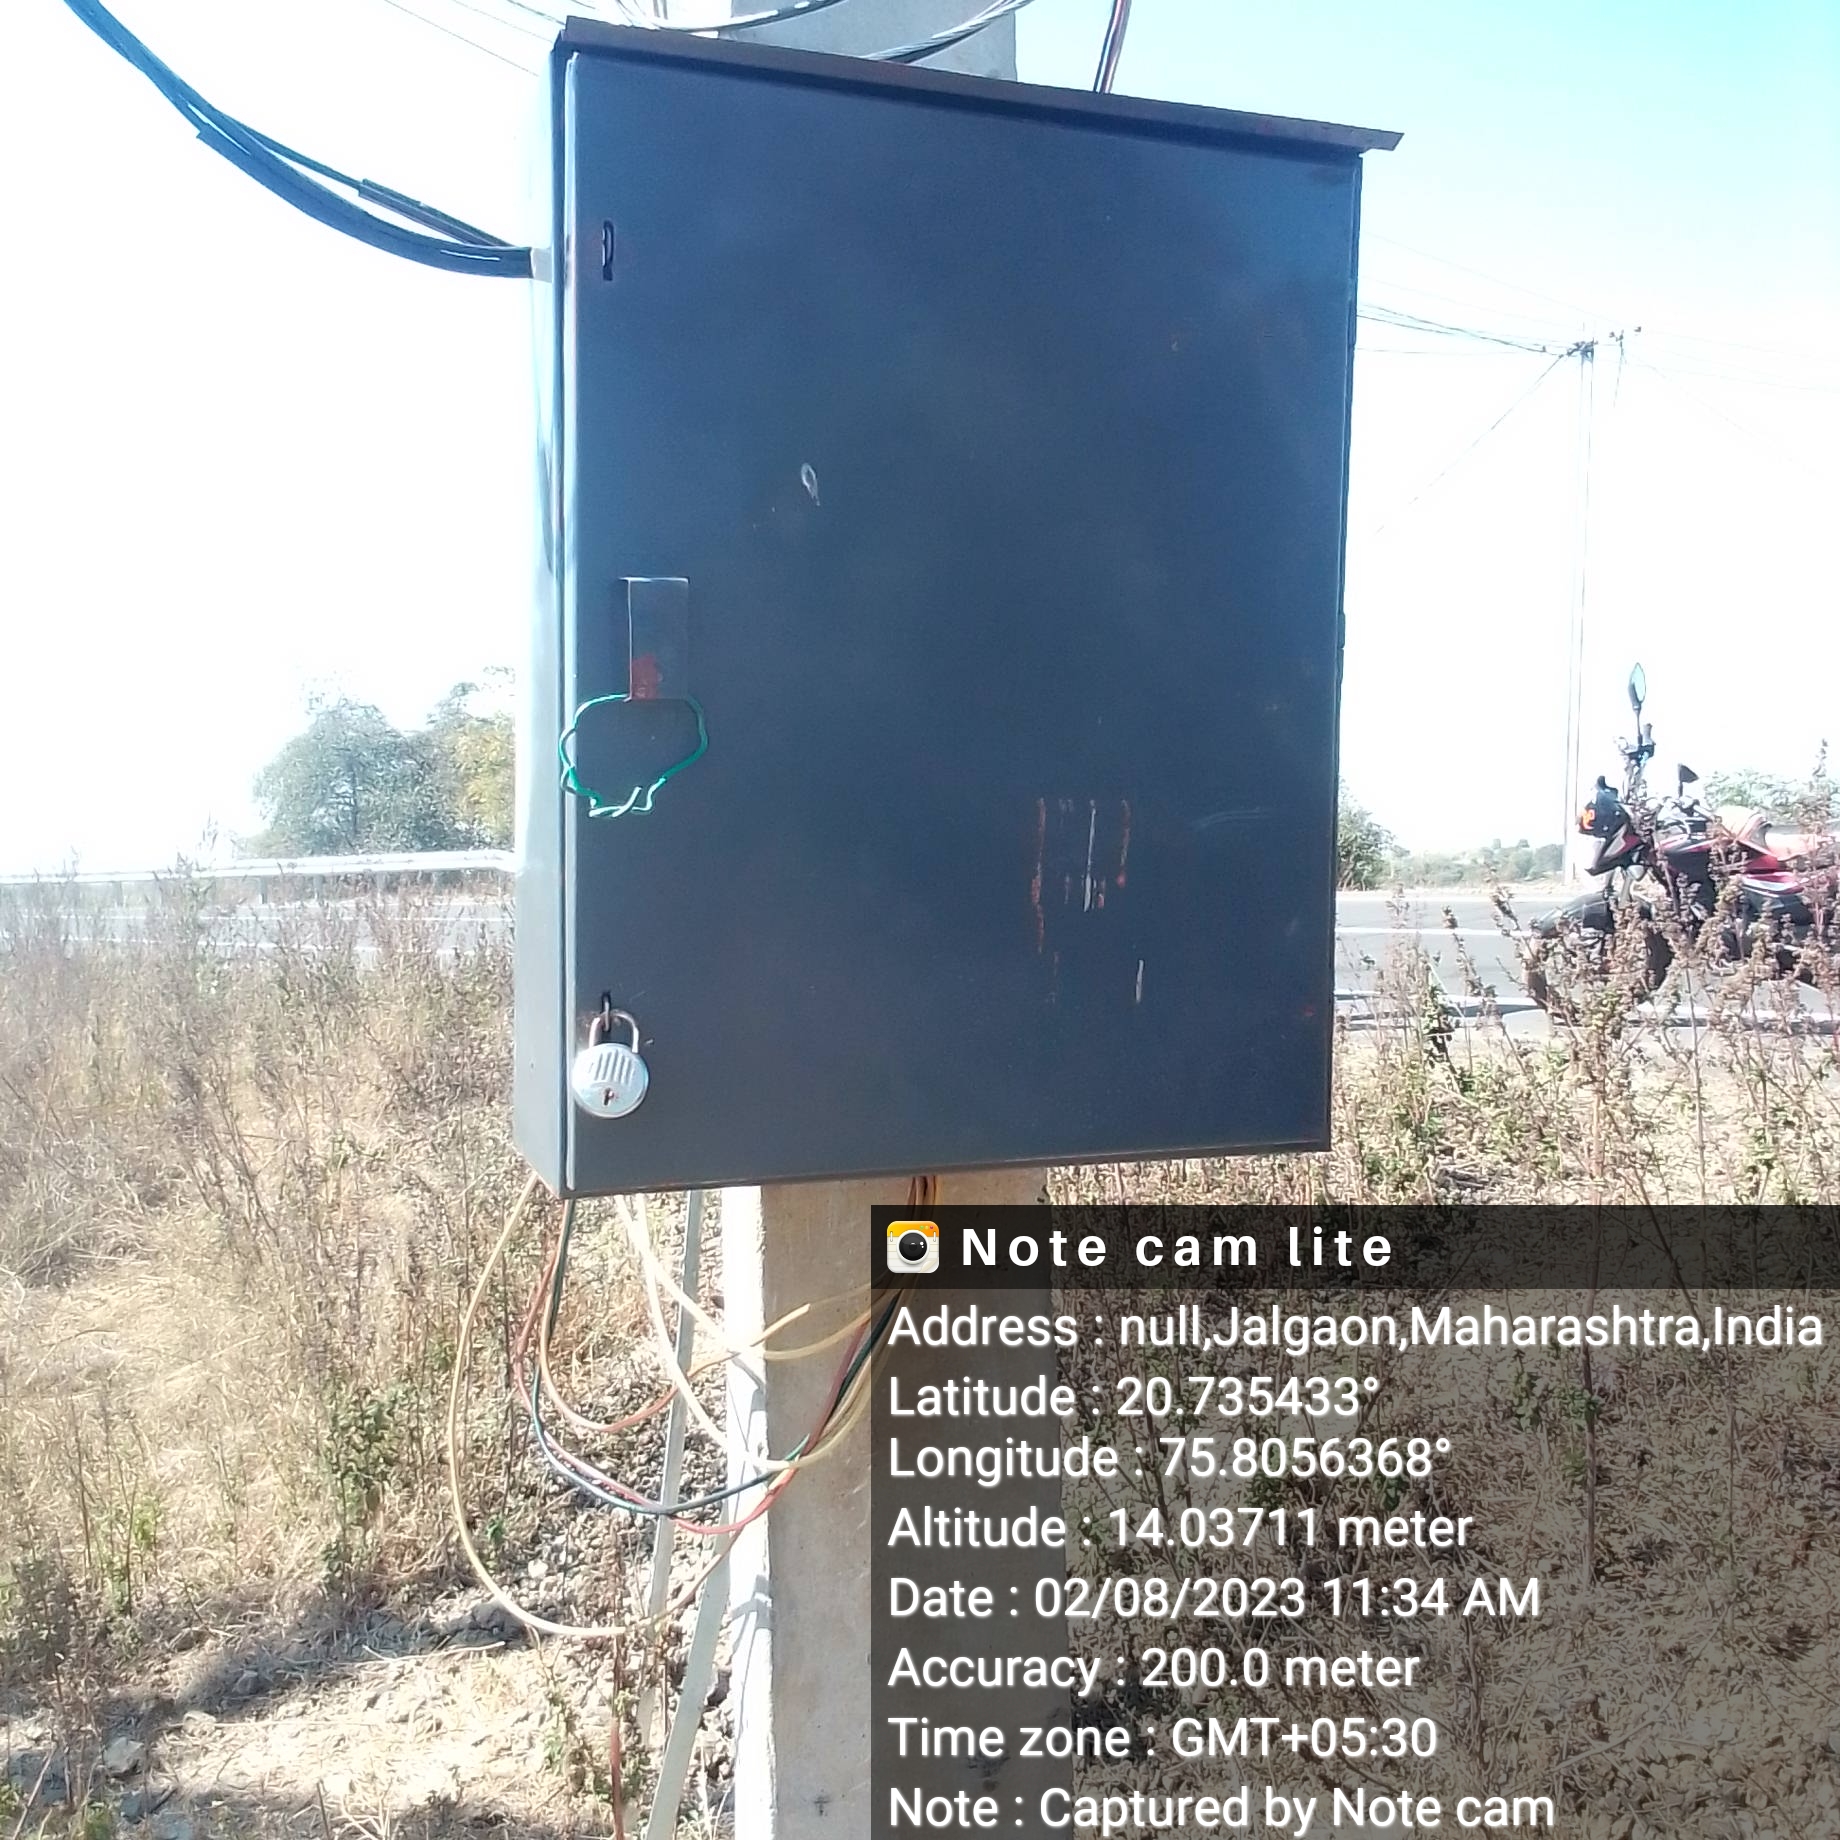 Note cam lite
Address : null,Jalgaon,Maharashtra,India
Latitude : 20.735433°
Longitude : 75.8056368°
Altitude : 14.03711 meter
Date : 02/08/2023 11:34 AM
Accuracy : 200.0 meter
Time zone : GMT+05:30
Note : Captured by Note cam